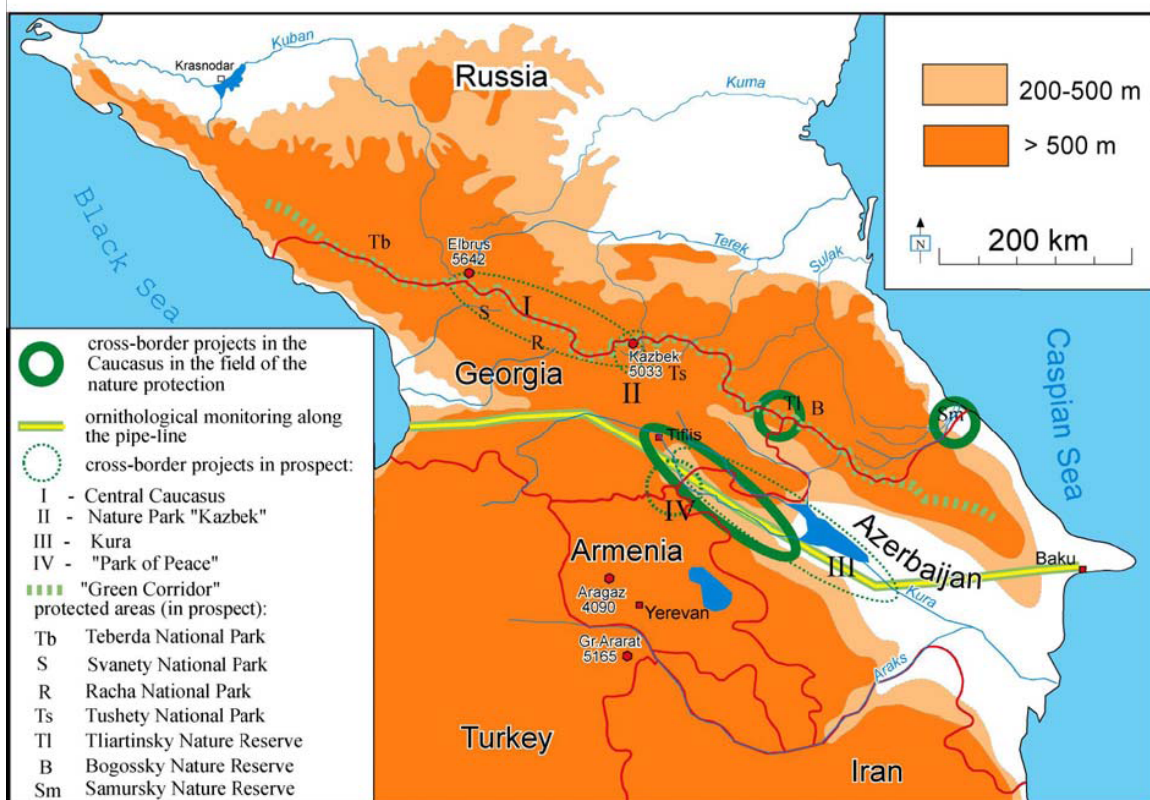 Krasnodar
Kuban
Russia
Kuma
200-500 m
> 500 m
N
200 km
Black Sea
Tb
Elbrus
5642
Terek
Sulak
I
S
R
Kazbek
5033
Georgia
II
Ts
Tl
B
Sm
Caspian Sea
Tiflis
IV
Armenia
III
Azerbaijan
Baku
Kura
Aragaz
4090
Yerevan
Gr.Ararat
5165
Araks
Turkey
Iran
cross-border projects in the
Caucasus in the field of the
nature protection
ornithological monitoring along
the pipe-line
cross-border projects in prospect:
I - Central Caucasus
II - Nature Park "Kazbek"
III - Kura
IV - "Park of Peace"
"Green Corridor"
protected areas (in prospect):
Tb Teberda National Park
S Svanety National Park
R Racha National Park
Ts Tushety National Park
Tl Tliartinsky Nature Reserve
B Bogossky Nature Reserve
Sm Samursky Nature Reserve